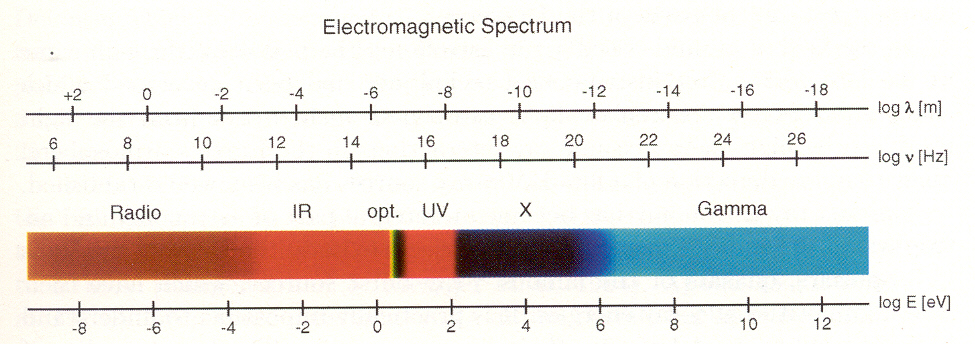 Electromagnetic Spectrum
+2 0 -2 -4 -6 -8 -10 -12 -14 -16 -18 log λ [m]
6 8 10 12 14 16 18 20 22 24 26 log ν [Hz]
Radio IR opt. UV X Gamma
-8 -6 -4 -2 0 2 4 6 8 10 12 log E [eV]